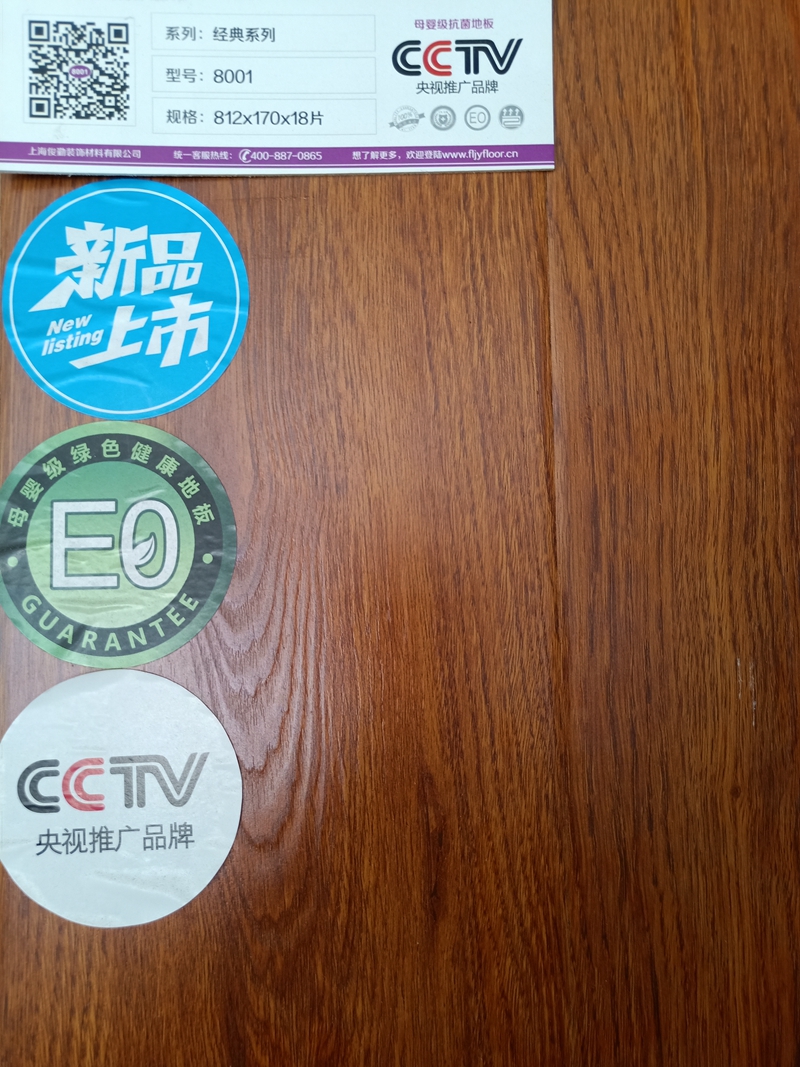 8001
系列：经典系列
型号：8001
规格：812x170x18片
母婴级抗菌地板
CCTV
央视推广品牌
100%
E0
上海俊勤装饰材料有限公司
统一客服热线：400-887-0865
想了解更多，欢迎登陆www.fljyfloor.cn
新品
上市
New
listing
母婴级绿色健康地板
E0
GUARANTEE
CCTV
央视推广品牌